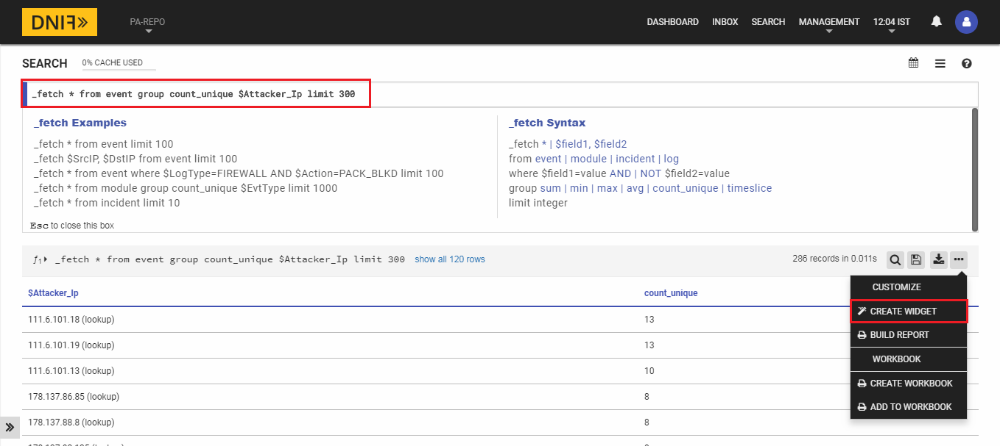 DNIF»
PA-REPO
DASHBOARD INBOX SEARCH MANAGEMENT 12:04 IST
SEARCH 0% CACHE USED
_fetch * from event group count_unique $Attacker_Ip limit 300
_fetch Examples
_fetch * from event limit 100
_fetch $SrcIP, $DstIP from event limit 100
_fetch * from event where $LogType=FIREWALL AND $Action=PACK_BLKD limit 100
_fetch * from module group count_unique $EvtType limit 1000
_fetch * from incident limit 10
Esc to close this box
_fetch Syntax
_fetch * | $field1, $field2
from event | module | incident | log
where $field1=value AND | NOT $field2=value
group sum | min | max | avg | count_unique | timeslice
limit integer
ƒ1 _fetch * from event group count_unique $Attacker_Ip limit 300 show all 120 rows 286 records in 0.011s
CUSTOMIZE
CREATE WIDGET
BUILD REPORT
WORKBOOK
CREATE WORKBOOK
ADD TO WORKBOOK
$Attacker_Ip count_unique
111.6.101.18 (lookup) 13
111.6.101.19 (lookup) 13
111.6.101.13 (lookup) 10
178.137.86.85 (lookup) 8
178.137.88.8 (lookup) 8